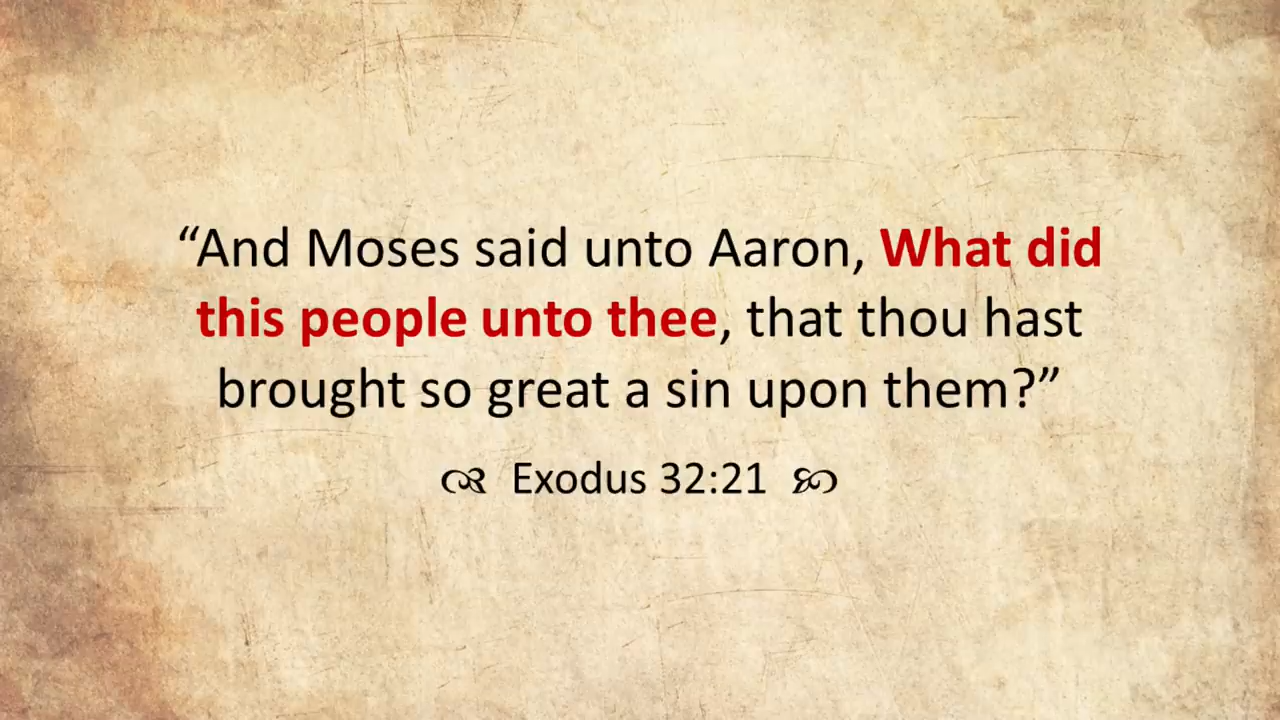 “And Moses said unto Aaron, What did
this people unto thee, that thou hast
brought so great a sin upon them?”
Exodus 32:21